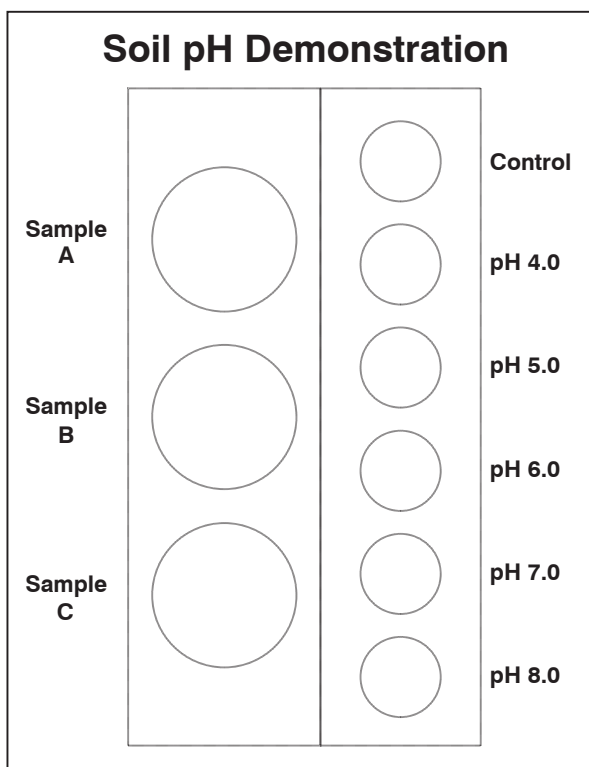 Soil pH Demonstration
Sample
A
Sample
B
Sample
C
Control
pH 4.0
pH 5.0
pH 6.0
pH 7.0
pH 8.0